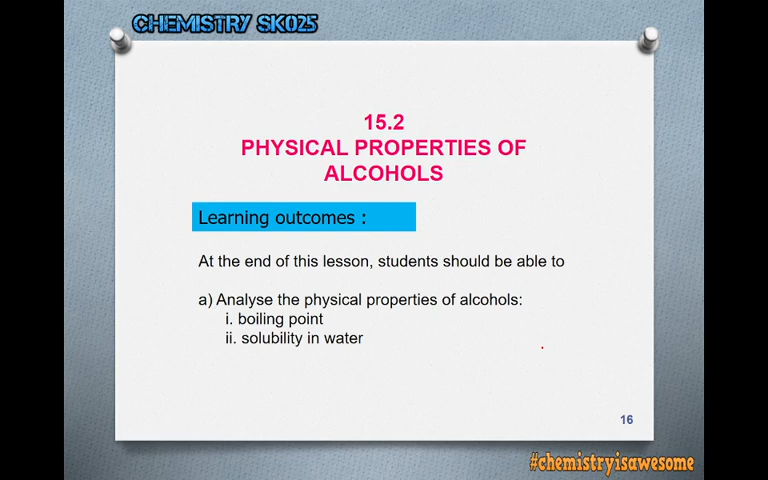 CHEMISTRY SK025
15.2
PHYSICAL PROPERTIES OF
ALCOHOLS
Learning outcomes :
At the end of this lesson, students should be able to
a) Analyse the physical properties of alcohols:
i. boiling point
ii. solubility in water
16
#chemistryisawesome